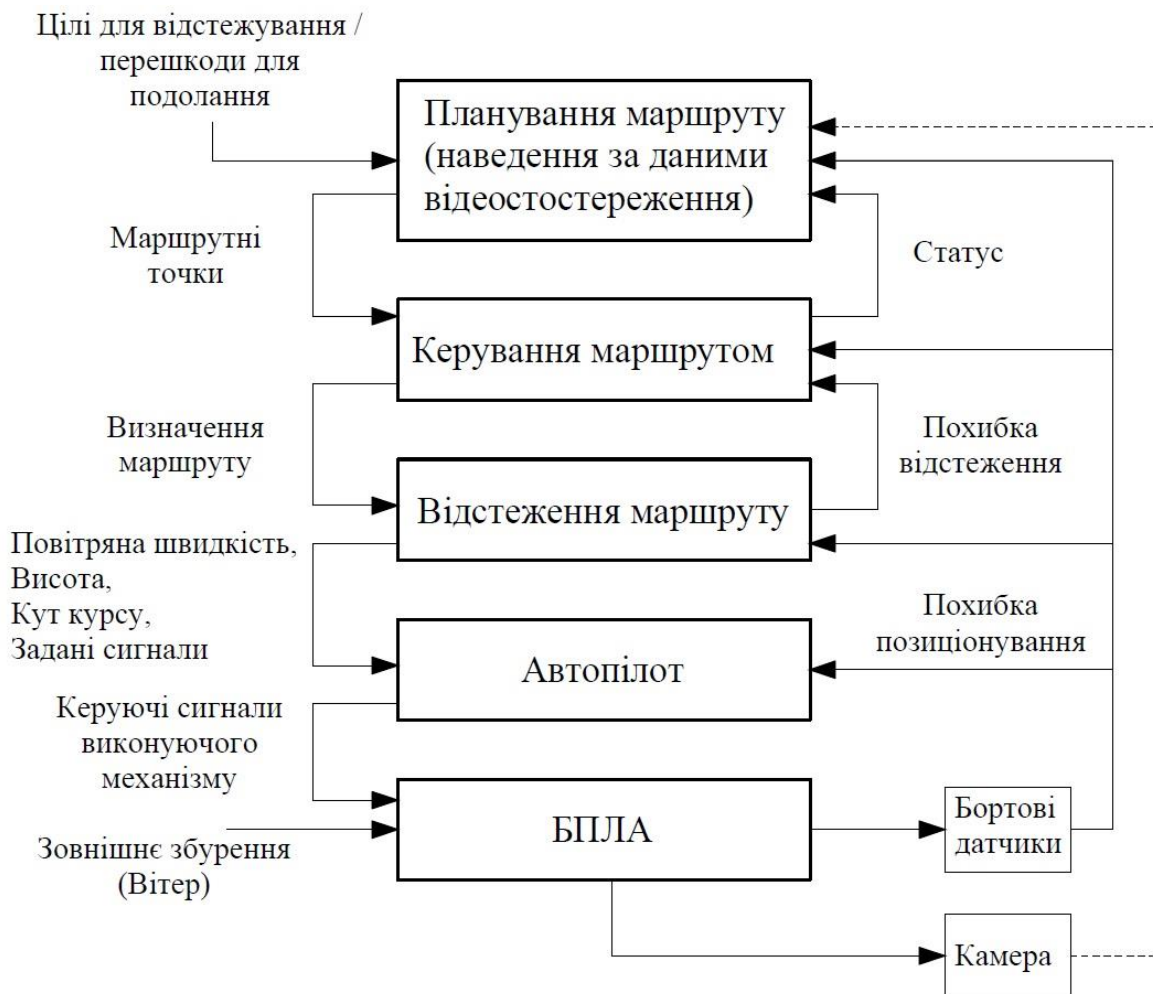 Цілі для відстежування /
перешкоди для
подолання
Планування маршруту
(наведення за даними
відеостостереження)
Маршрутні
точки
Статус
Керування маршрутом
Визначення
маршруту
Похибка
відстеження
Відстеження маршруту
Повітряна швидкість,
Висота,
Кут курсу,
Задані сигнали
Похибка
позиціонування
Автопілот
Керуючі сигнали
виконуючого
механізму
БПЛА
Бортові
датчики
Зовнішнє збурення
(Вітер)
Камера